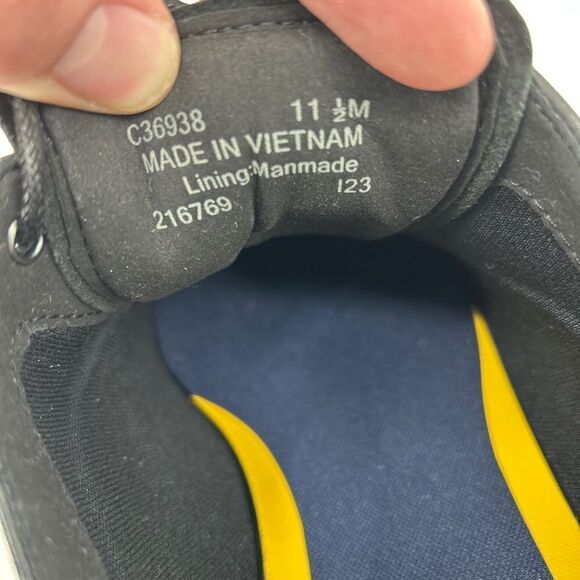 C36938 11 ½M
MADE IN VIETNAM
Lining:Manmade
216769 I23